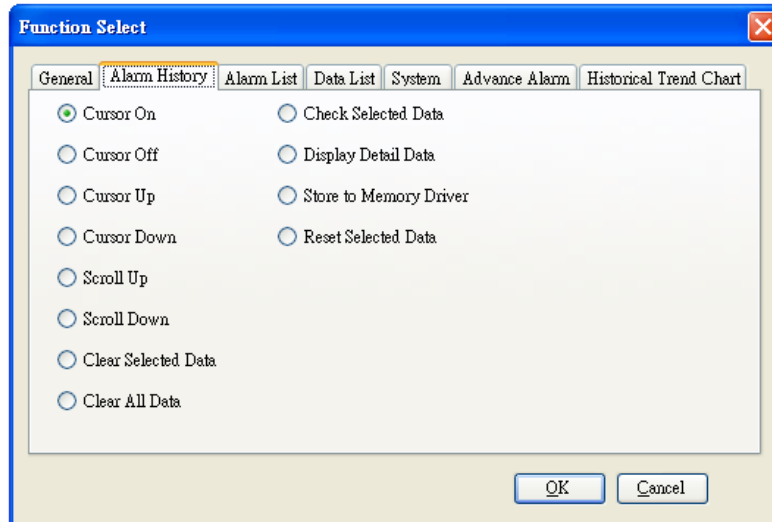 Function Select
General Alarm History Alarm List Data List System Advance Alarm Historical Trend Chart
Cursor On Check Selected Data
Cursor Off Display Detail Data
Cursor Up Store to Memory Driver
Cursor Down Reset Selected Data
Scroll Up
Scroll Down
Clear Selected Data
Clear All Data
OK Cancel